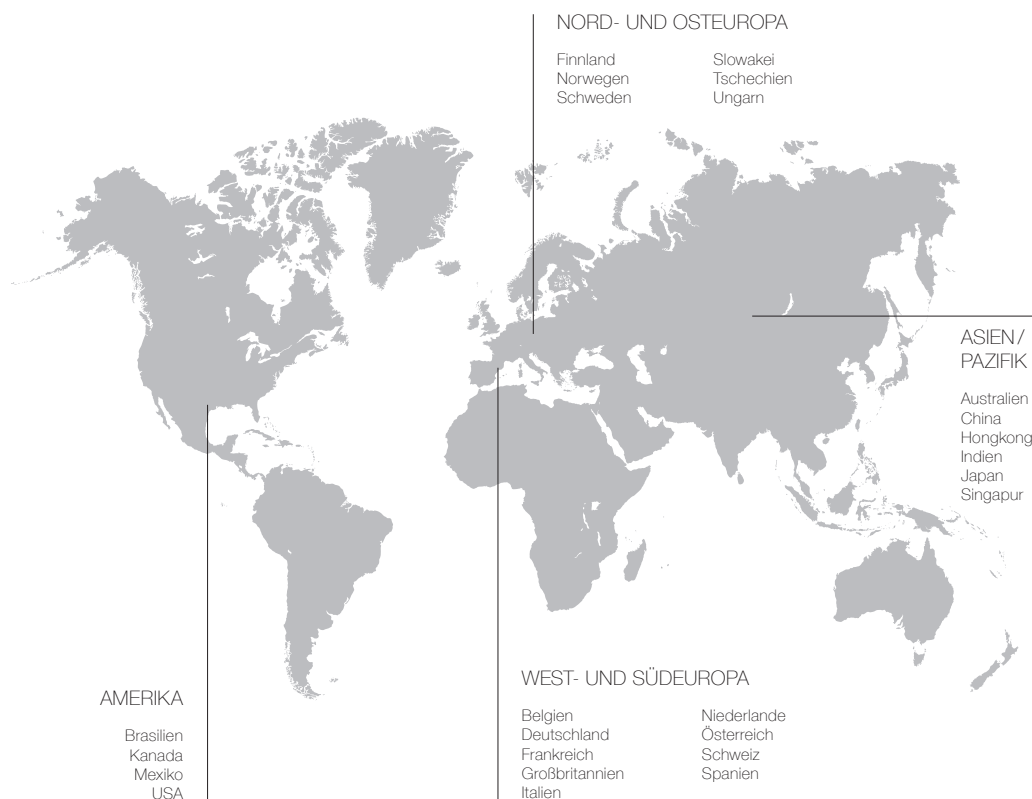 NORD- UND OSTEUROPA
Finnland
Norwegen
Schweden
Slowakei
Tschechien
Ungarn
ASIEN /
PAZIFIK
Australien
China
Hongkong
Indien
Japan
Singapur
AMERIKA
Brasilien
Kanada
Mexiko
USA
WEST- UND SÜDEUROPA
Belgien
Deutschland
Frankreich
Großbritannien
Italien
Niederlande
Österreich
Schweiz
Spanien